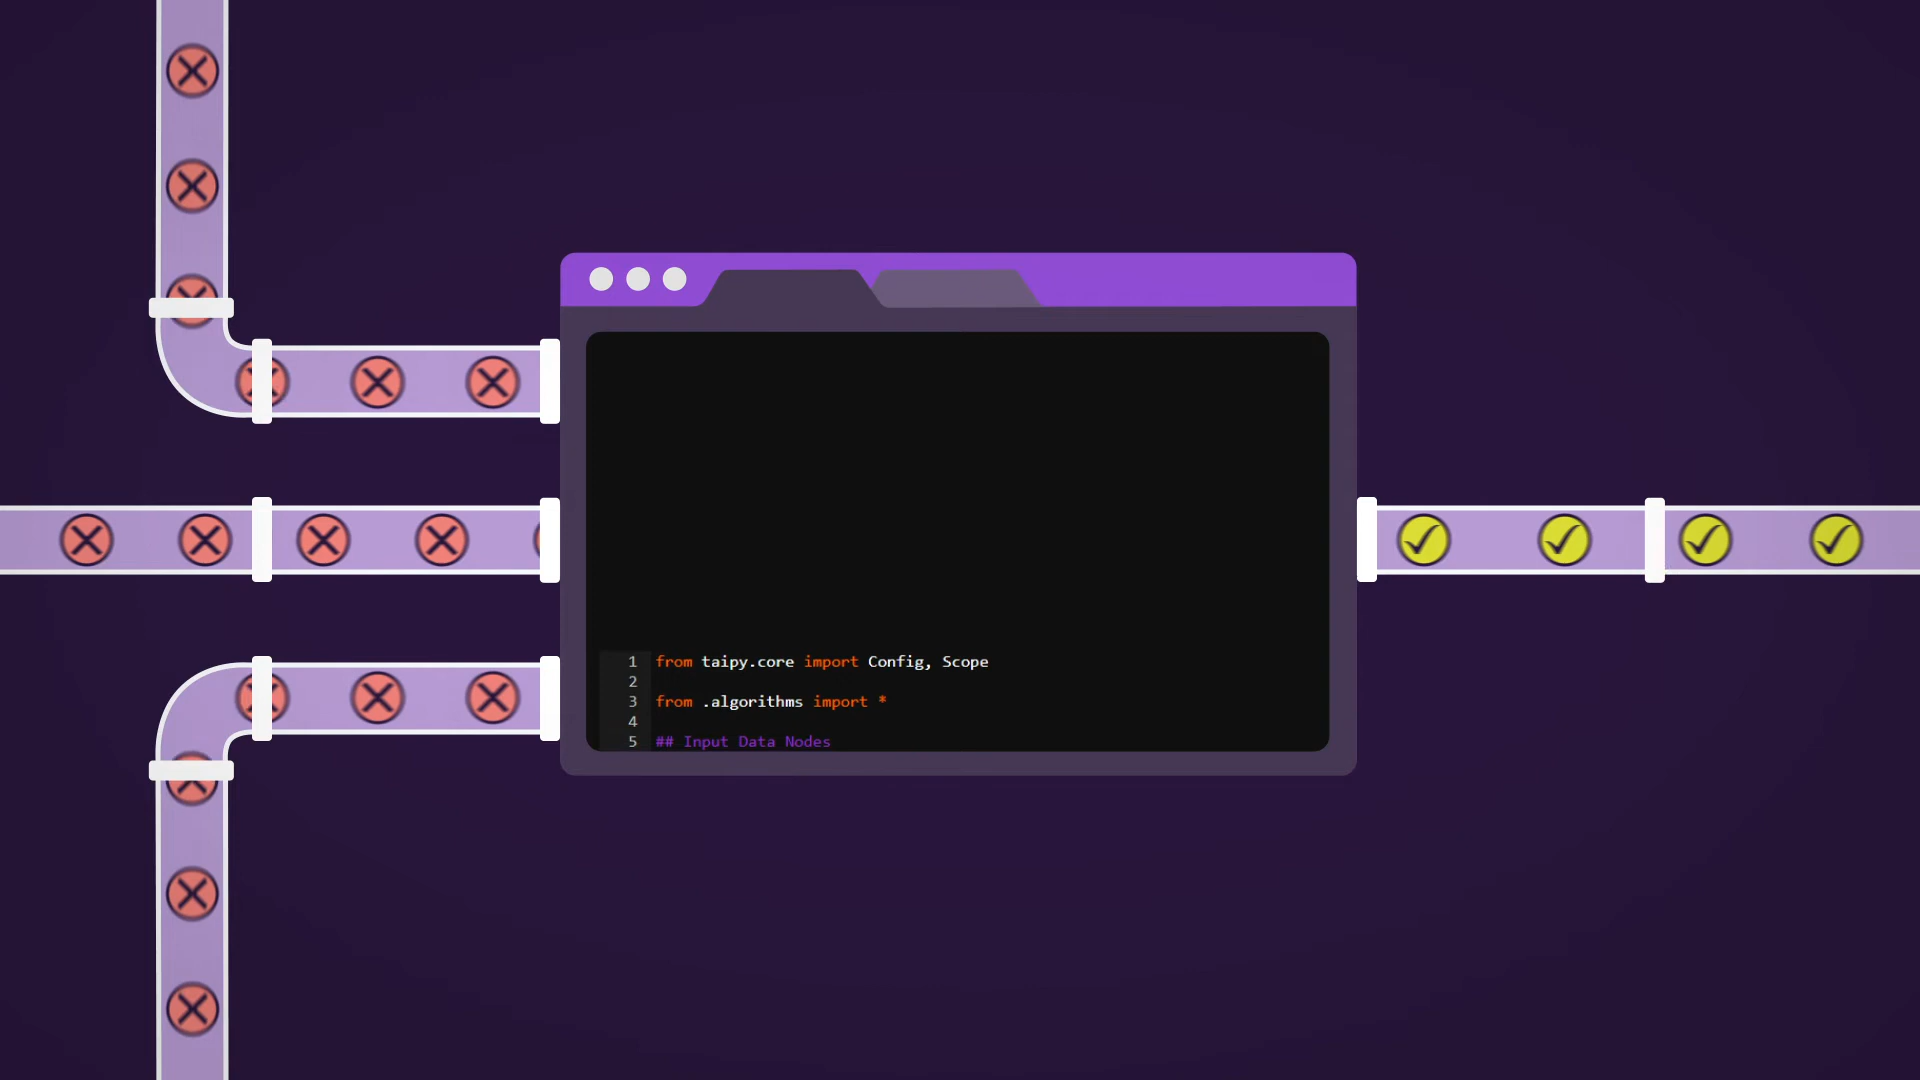 1 from taipy.core import Config, Scope
2
3 from .algorithms import *
4
5 ## Input Data Nodes